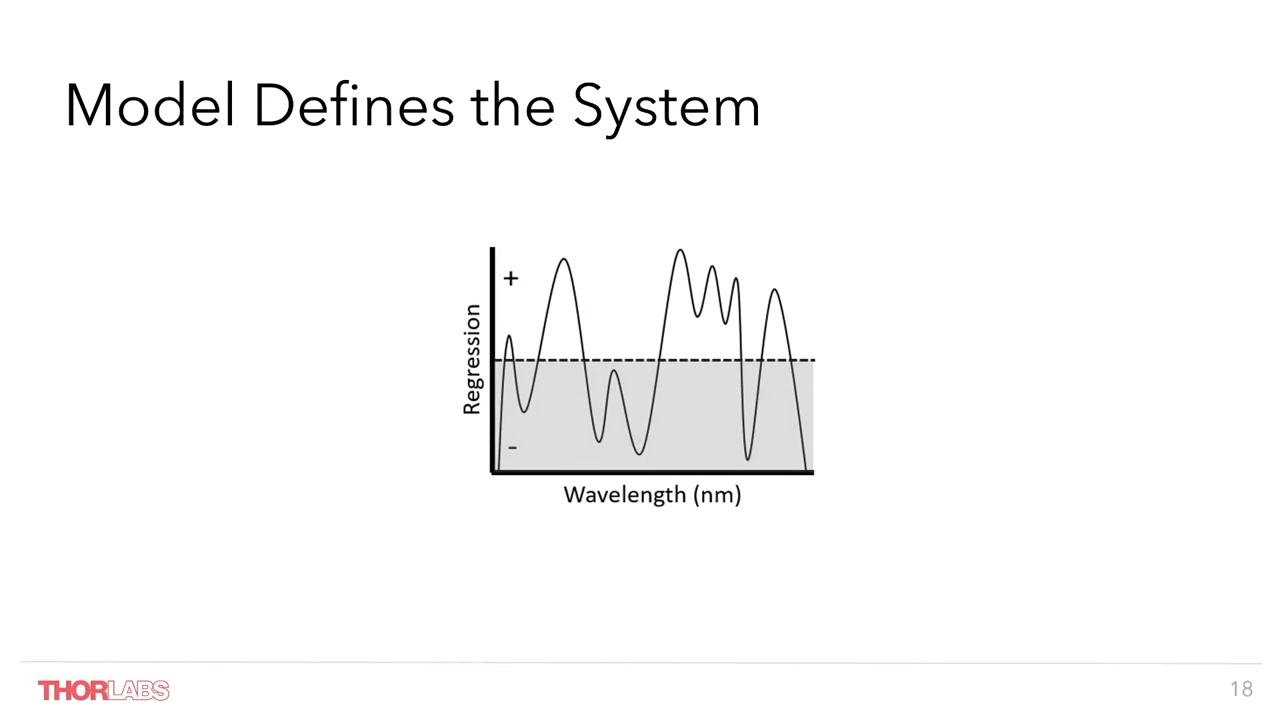 Model Defines the System
+
Regression
-
Wavelength (nm)
THORLABS
18